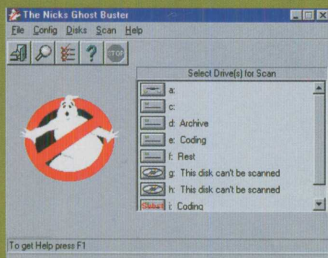 The Nicks Ghost Buster
File Config Disks Scan Help
STOP
Select Drive(s) for Scan
a:
c:
d: Archive
e: Coding
f: Rest
g: This disk can't be scanned
h: This disk can't be scanned
i: Coding
To get Help press F1